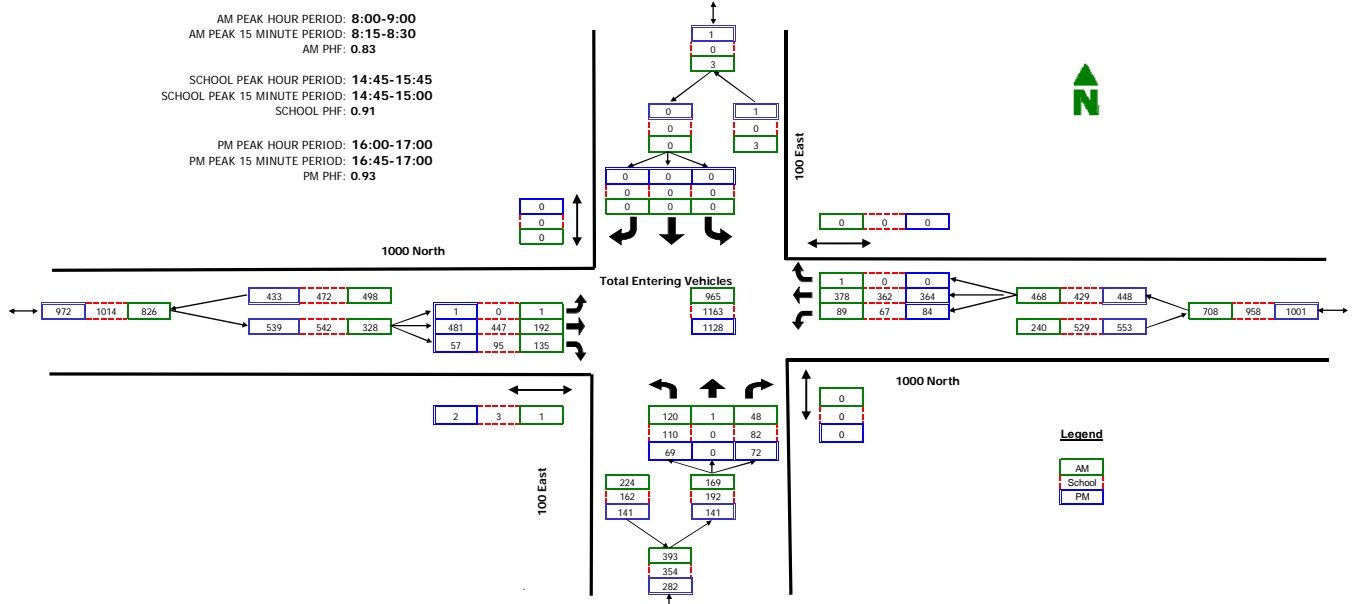 AM PEAK HOUR PERIOD: 8:00-9:00
AM PEAK 15 MINUTE PERIOD: 8:15-8:30
AM PHF: 0.83
SCHOOL PEAK HOUR PERIOD: 14:45-15:45
SCHOOL PEAK 15 MINUTE PERIOD: 14:45-15:00
SCHOOL PHF: 0.91
PM PEAK HOUR PERIOD: 16:00-17:00
PM PEAK 15 MINUTE PERIOD: 16:45-17:00
PM PHF: 0.93
1
0
3
0 1
0 0
0 3
0 0 0
0 0 0
0 0 0
100 East
N
0
0
0
0 0 0
1000 North
Total Entering Vehicles
965
1163
1128
433 472 498
972 1014 826
539 542 328
1 0 1
481 447 192
57 95 135
1 0 0
378 362 364
89 67 84
468 429 448
240 529 553
708 958 1001
1000 North
2 3 1
0
0
0
120 1 48
110 0 82
69 0 72
100 East
224 169
162 192
141 141
393
354
282
Legend
AM
School
PM